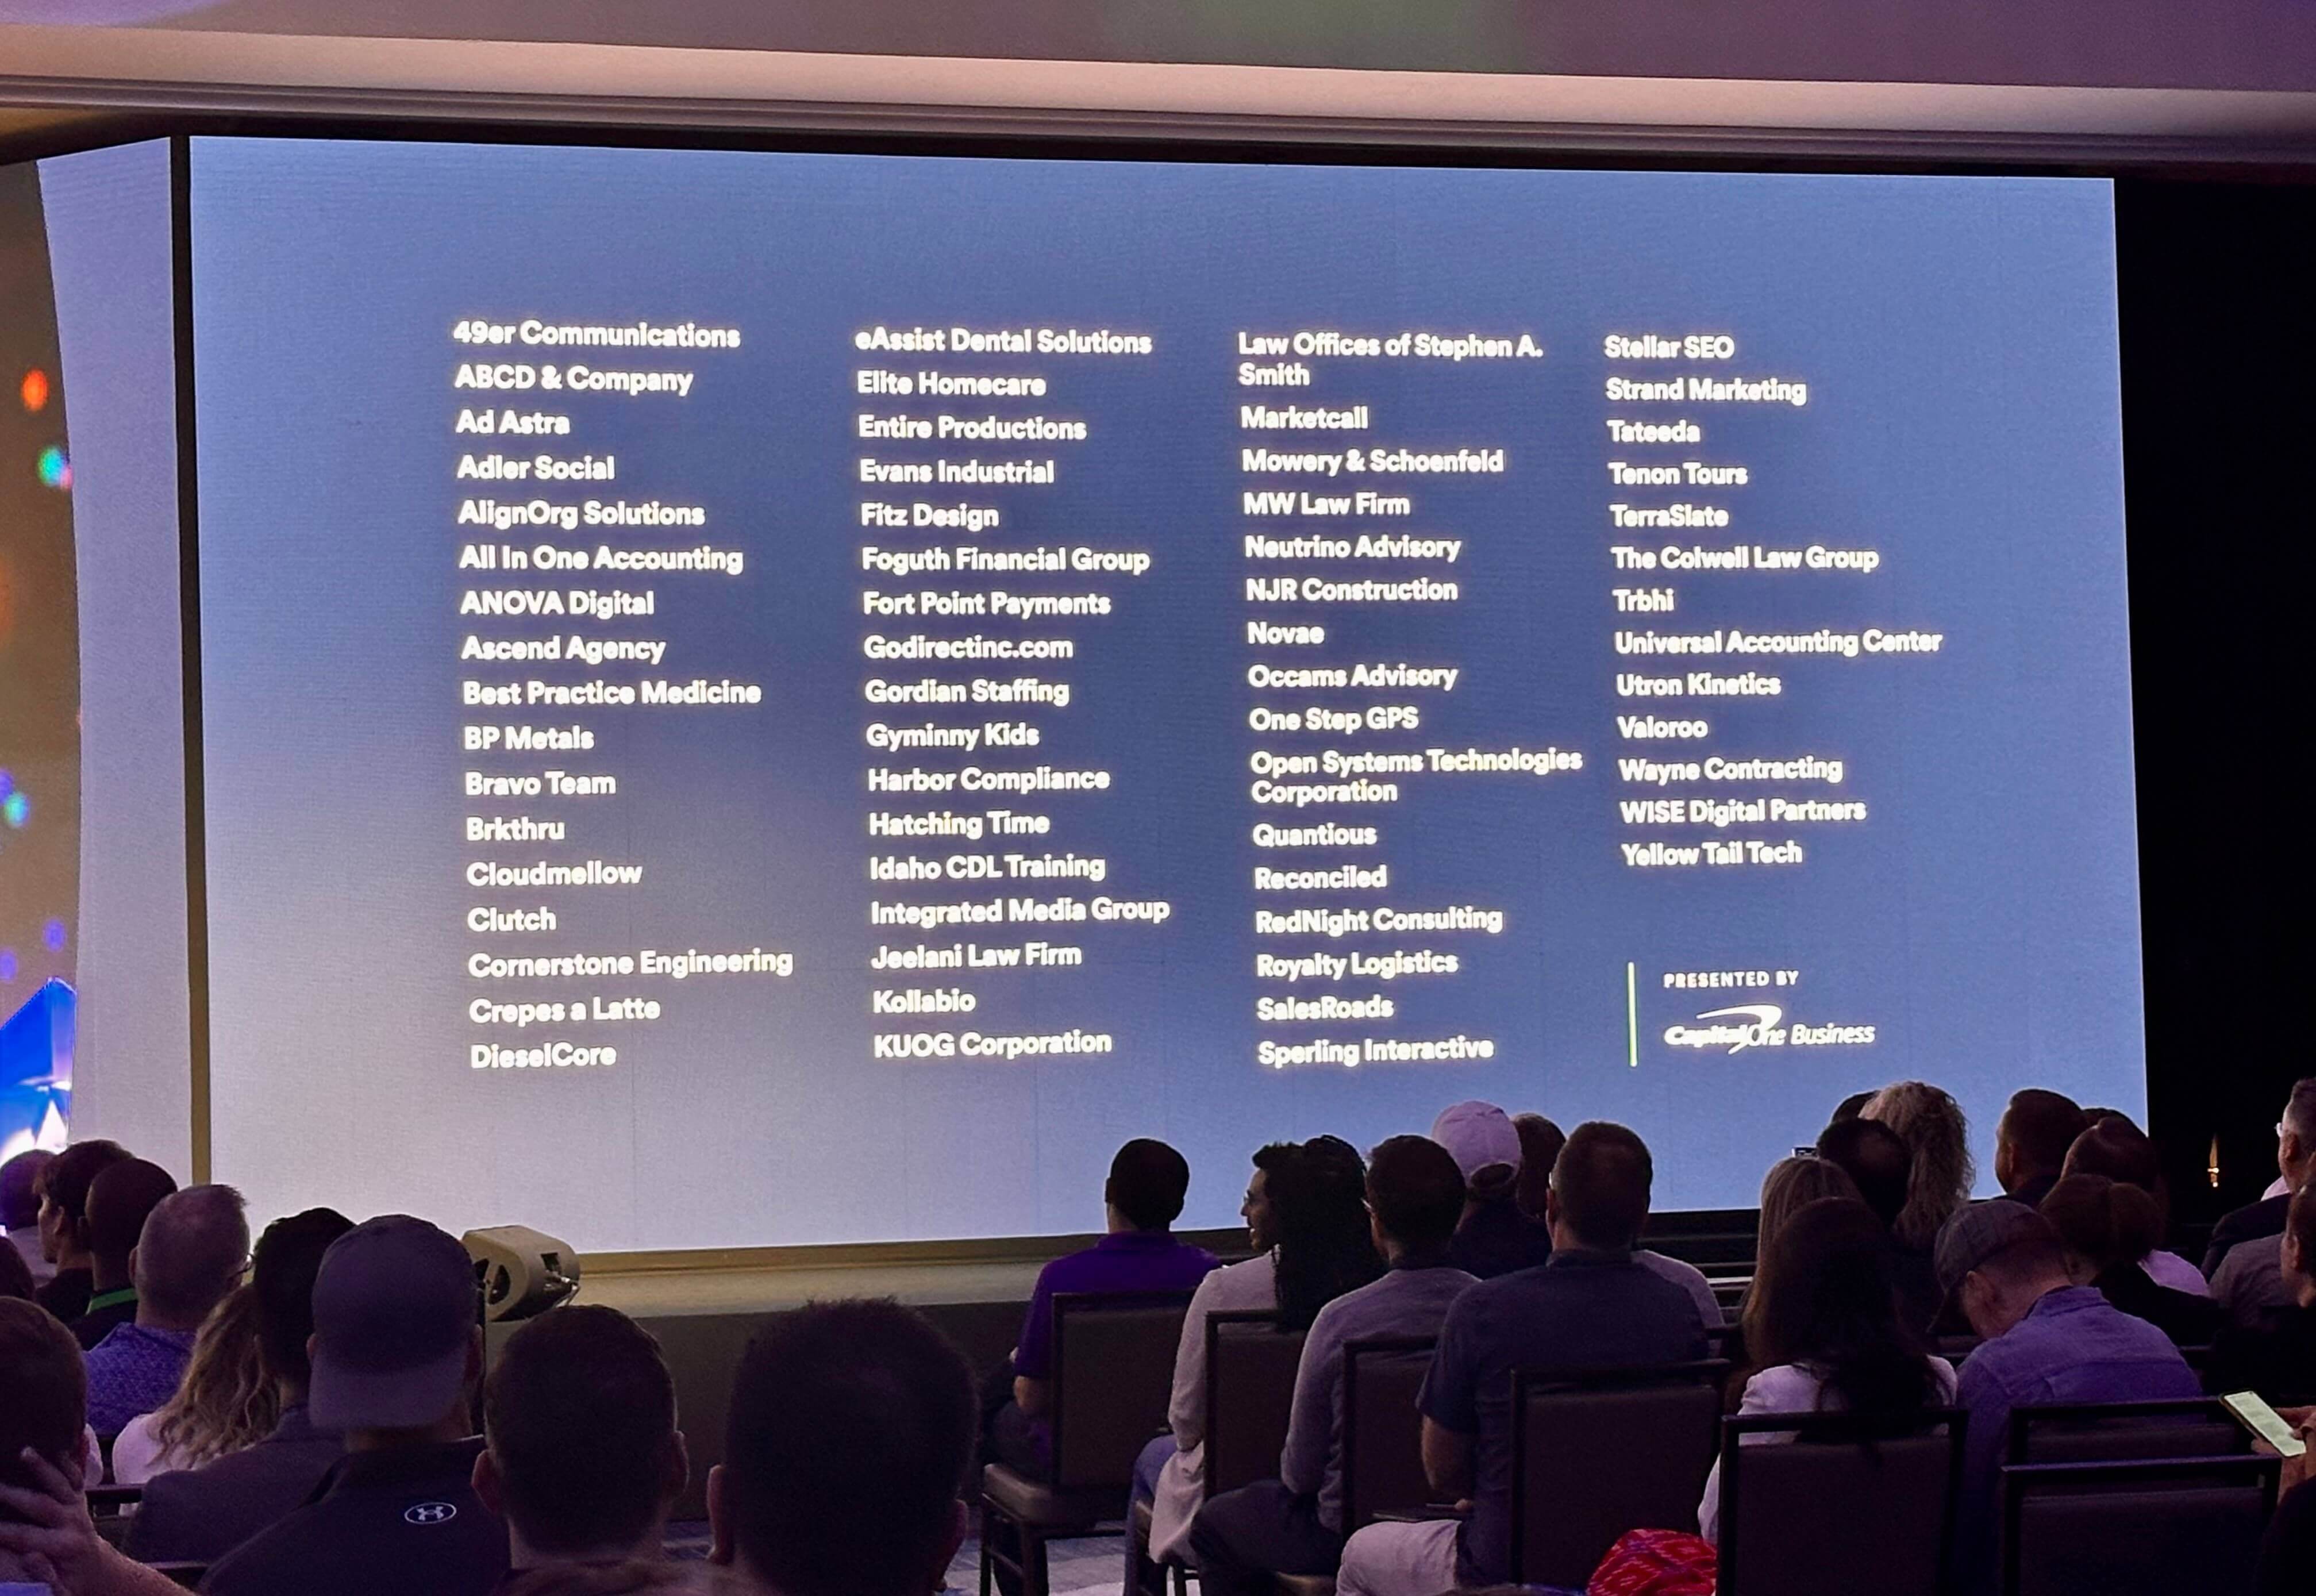 49er Communications
ABCD & Company
Ad Astra
Adler Social
AlignOrg Solutions
All In One Accounting
ANOVA Digital
Ascend Agency
Best Practice Medicine
BP Metals
Bravo Team
Brkthru
Cloudmellow
Clutch
Cornerstone Engineering
Crepes a Latte
DieselCore
eAssist Dental Solutions
Elite Homecare
Entire Productions
Evans Industrial
Fitz Design
Foguth Financial Group
Fort Point Payments
Godirectinc.com
Gordian Staffing
Gyminny Kids
Harbor Compliance
Hatching Time
Idaho CDL Training
Integrated Media Group
Jeelani Law Firm
Kollabio
KUOG Corporation
Law Offices of Stephen A.
Smith
Marketcall
Mowery & Schoenfeld
MW Law Firm
Neutrino Advisory
NJR Construction
Novae
Occams Advisory
One Step GPS
Open Systems Technologies
Corporation
Quantious
Reconciled
RedNight Consulting
Royalty Logistics
SalesRoads
Sperling Interactive
Stellar SEO
Strand Marketing
Tateeda
Tenon Tours
TerraSlate
The Colwell Law Group
Trbhi
Universal Accounting Center
Utron Kinetics
Valoroo
Wayne Contracting
WISE Digital Partners
Yellow Tail Tech
PRESENTED BY
Capital One Business